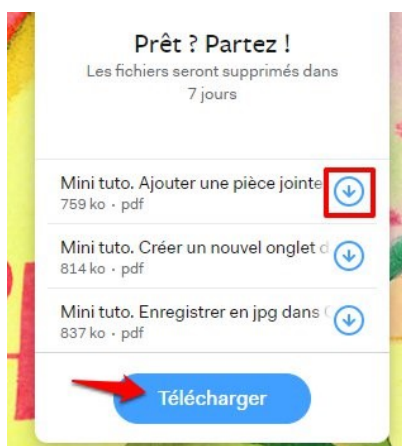 Prêt ? Partez !
Les fichiers seront supprimés dans
7 jours
Mini tuto. Ajouter une pièce jointe
759 ko · pdf
Mini tuto. Créer un nouvel onglet
814 ko · pdf
Mini tuto. Enregistrer en jpg dans
837 ko · pdf
Télécharger